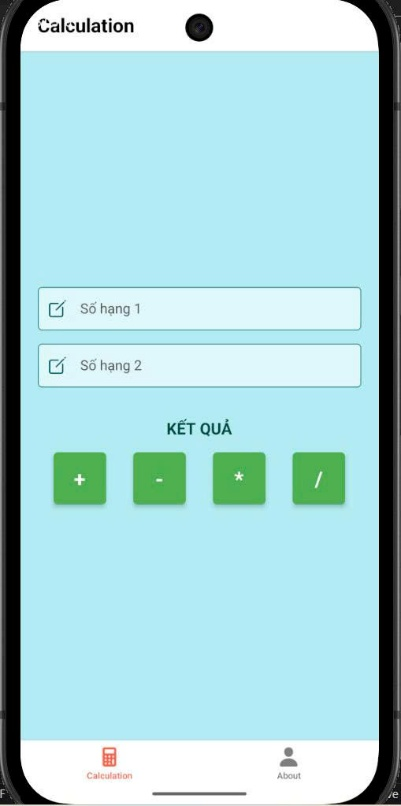 Calculation
Số hạng 1
Số hạng 2
KẾT QUẢ
+ - * /
Calculation About